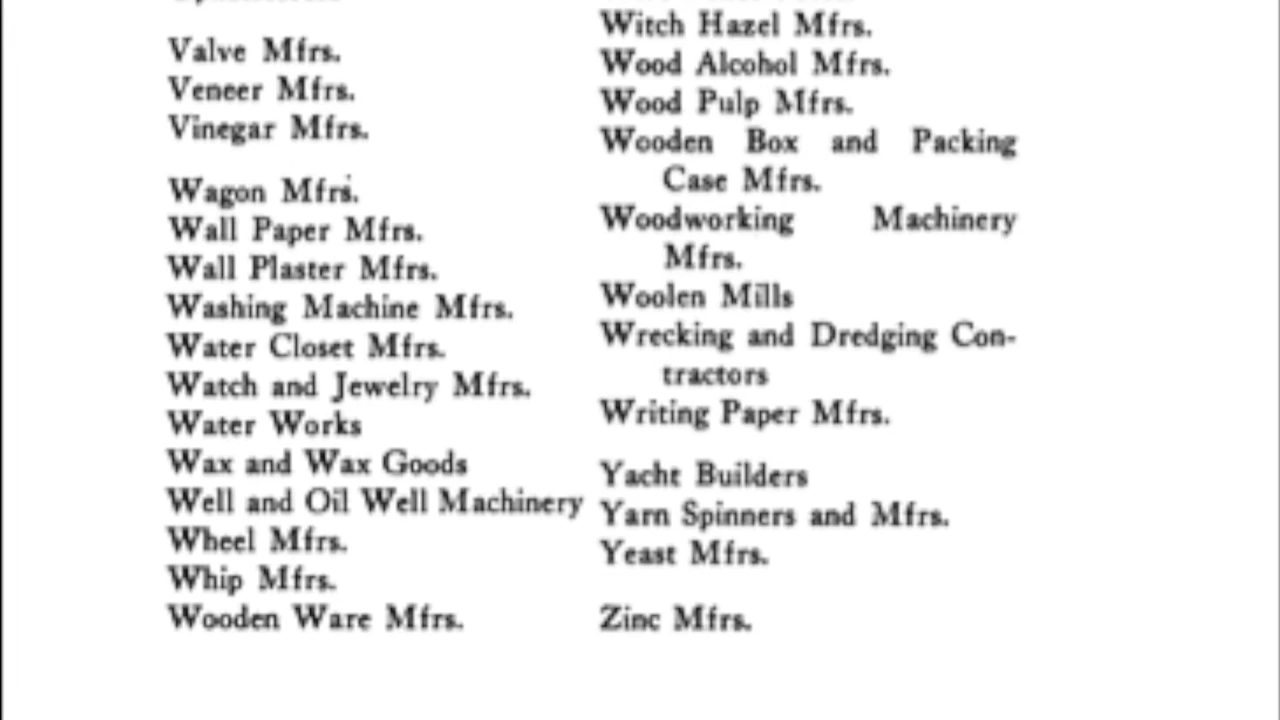 Valve Mfrs.
Veneer Mfrs.
Vinegar Mfrs.
Wagon Mfrs.
Wall Paper Mfrs.
Wall Plaster Mfrs.
Washing Machine Mfrs.
Water Closet Mfrs.
Watch and Jewelry Mfrs.
Water Works
Wax and Wax Goods
Well and Oil Well Machinery
Wheel Mfrs.
Whip Mfrs.
Wooden Ware Mfrs.
Witch Hazel Mfrs.
Wood Alcohol Mfrs.
Wood Pulp Mfrs.
Wooden Box and Packing
Case Mfrs.
Woodworking Machinery
Mfrs.
Woolen Mills
Wrecking and Dredging Con-
tractors
Writing Paper Mfrs.
Yacht Builders
Yarn Spinners and Mfrs.
Yeast Mfrs.
Zinc Mfrs.